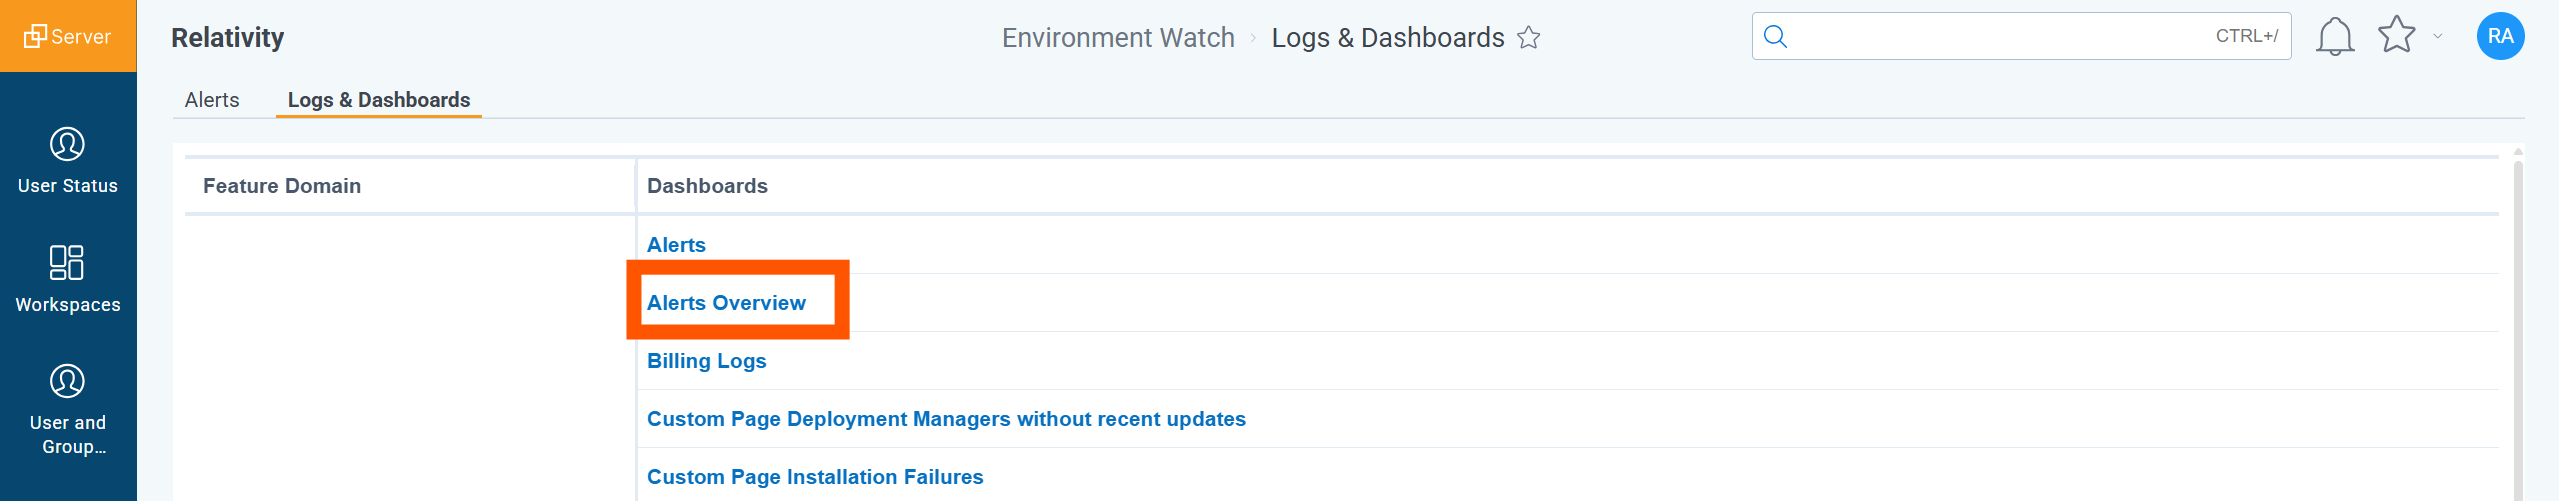 Server
Relativity
Environment Watch > Logs & Dashboards
CTRL+/
RA
Alerts
Logs & Dashboards
User Status
Workspaces
User and
Group...
Feature Domain
Dashboards
Alerts
Alerts Overview
Billing Logs
Custom Page Deployment Managers without recent updates
Custom Page Installation Failures